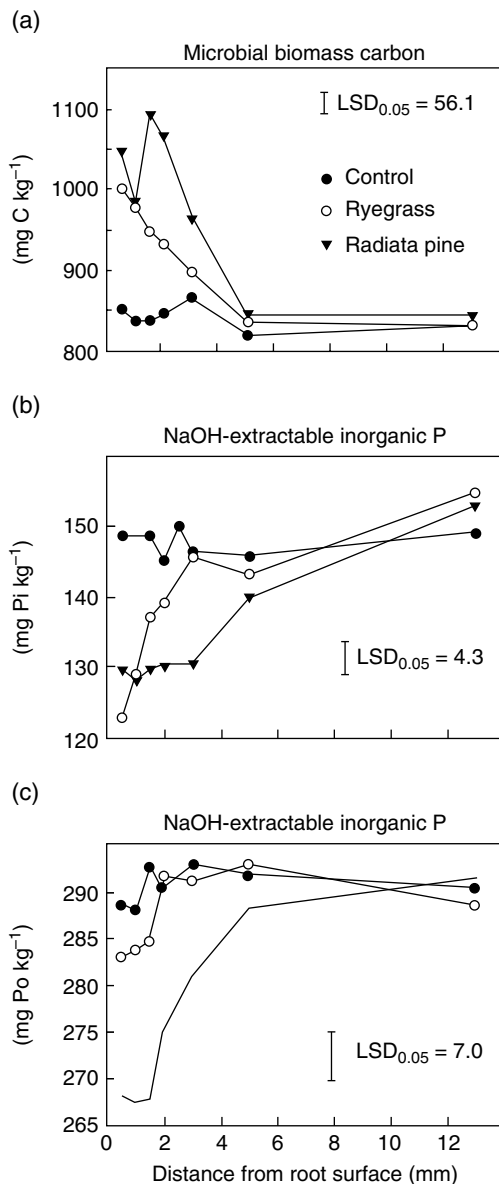 (a)
Microbial biomass carbon
LSD0.05 = 56.1
1100
1000
900
850
800
(mg C kg–1)
Control
Ryegrass
Radiata pine
(b)
NaOH-extractable inorganic P
150
140
130
120
(mg Pi kg–1)
LSD0.05 = 4.3
(c)
NaOH-extractable inorganic P
290
285
280
275
270
265
(mg Po kg–1)
LSD0.05 = 7.0
0 2 4 6 8 10 12
Distance from root surface (mm)